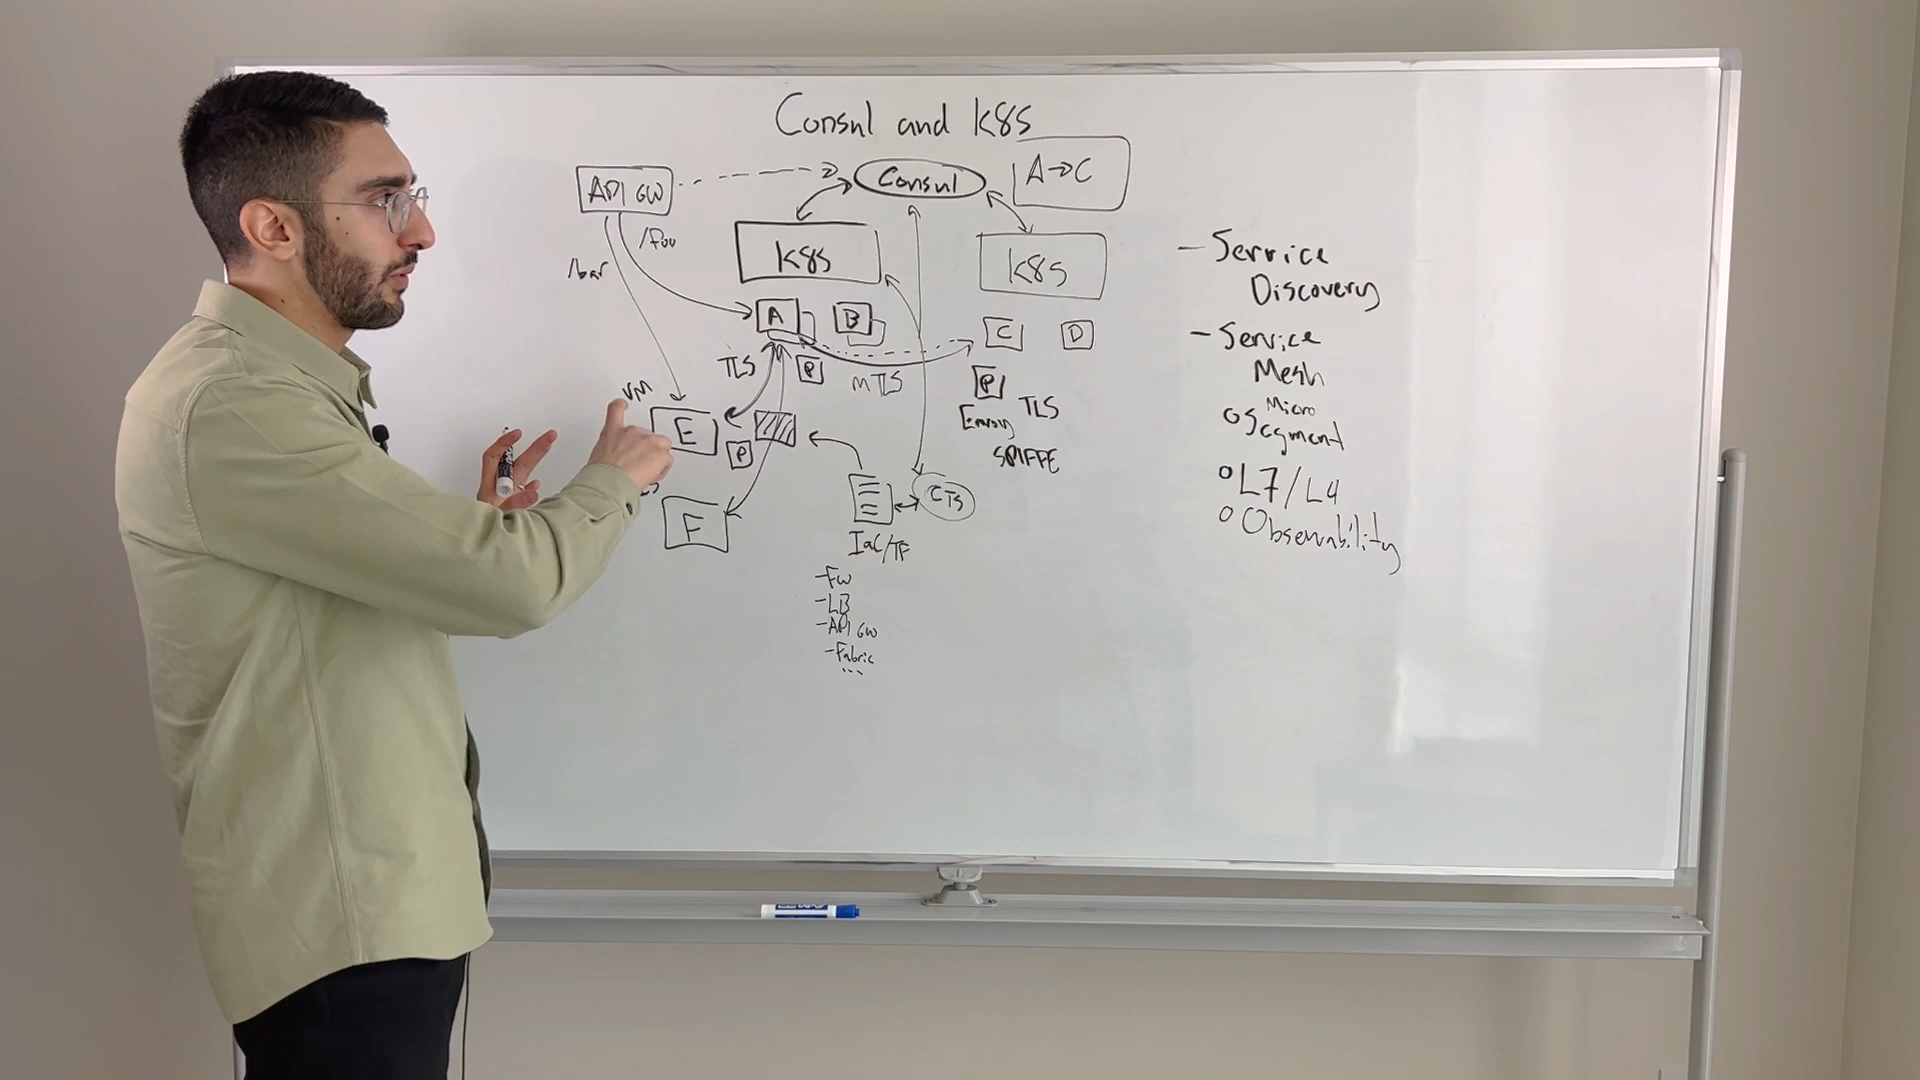 Consul and K8S
API GW
Consul
A→C
/foo
/bar
K8S
K8S
A
B
C
D
TLS
P
mTLS
P
TLS
Envoy
SPIFFE
VM
E
P
F
CTS
IaC/TF
-FW
-LB
-API GW
-Fabric
...
- Service
Discovery
- Service
Mesh
Micro
o Segment
o L7/L4
o Observability